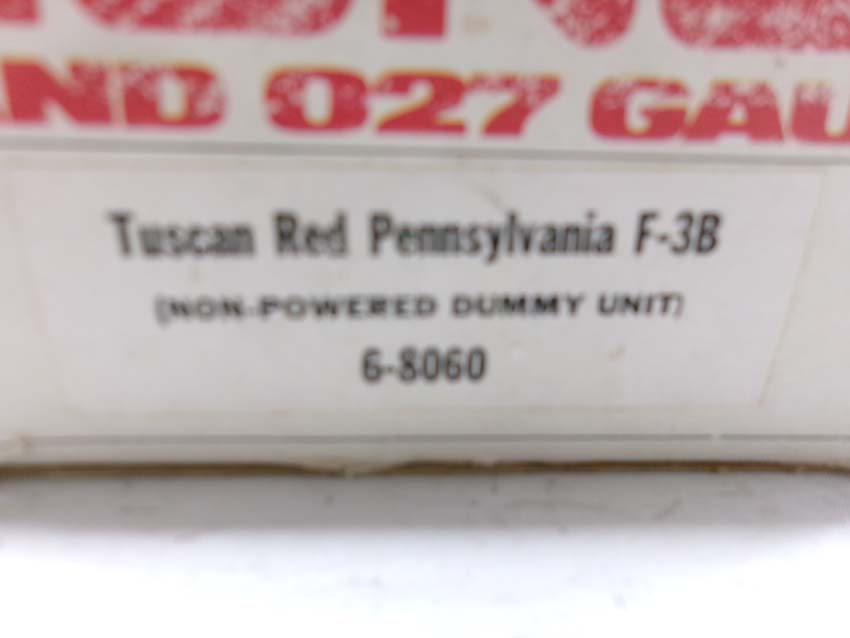 AND 027 GAU
Tuscan Red Pennsylvania F-3B
(NON-POWERED DUMMY UNIT)
6-8060